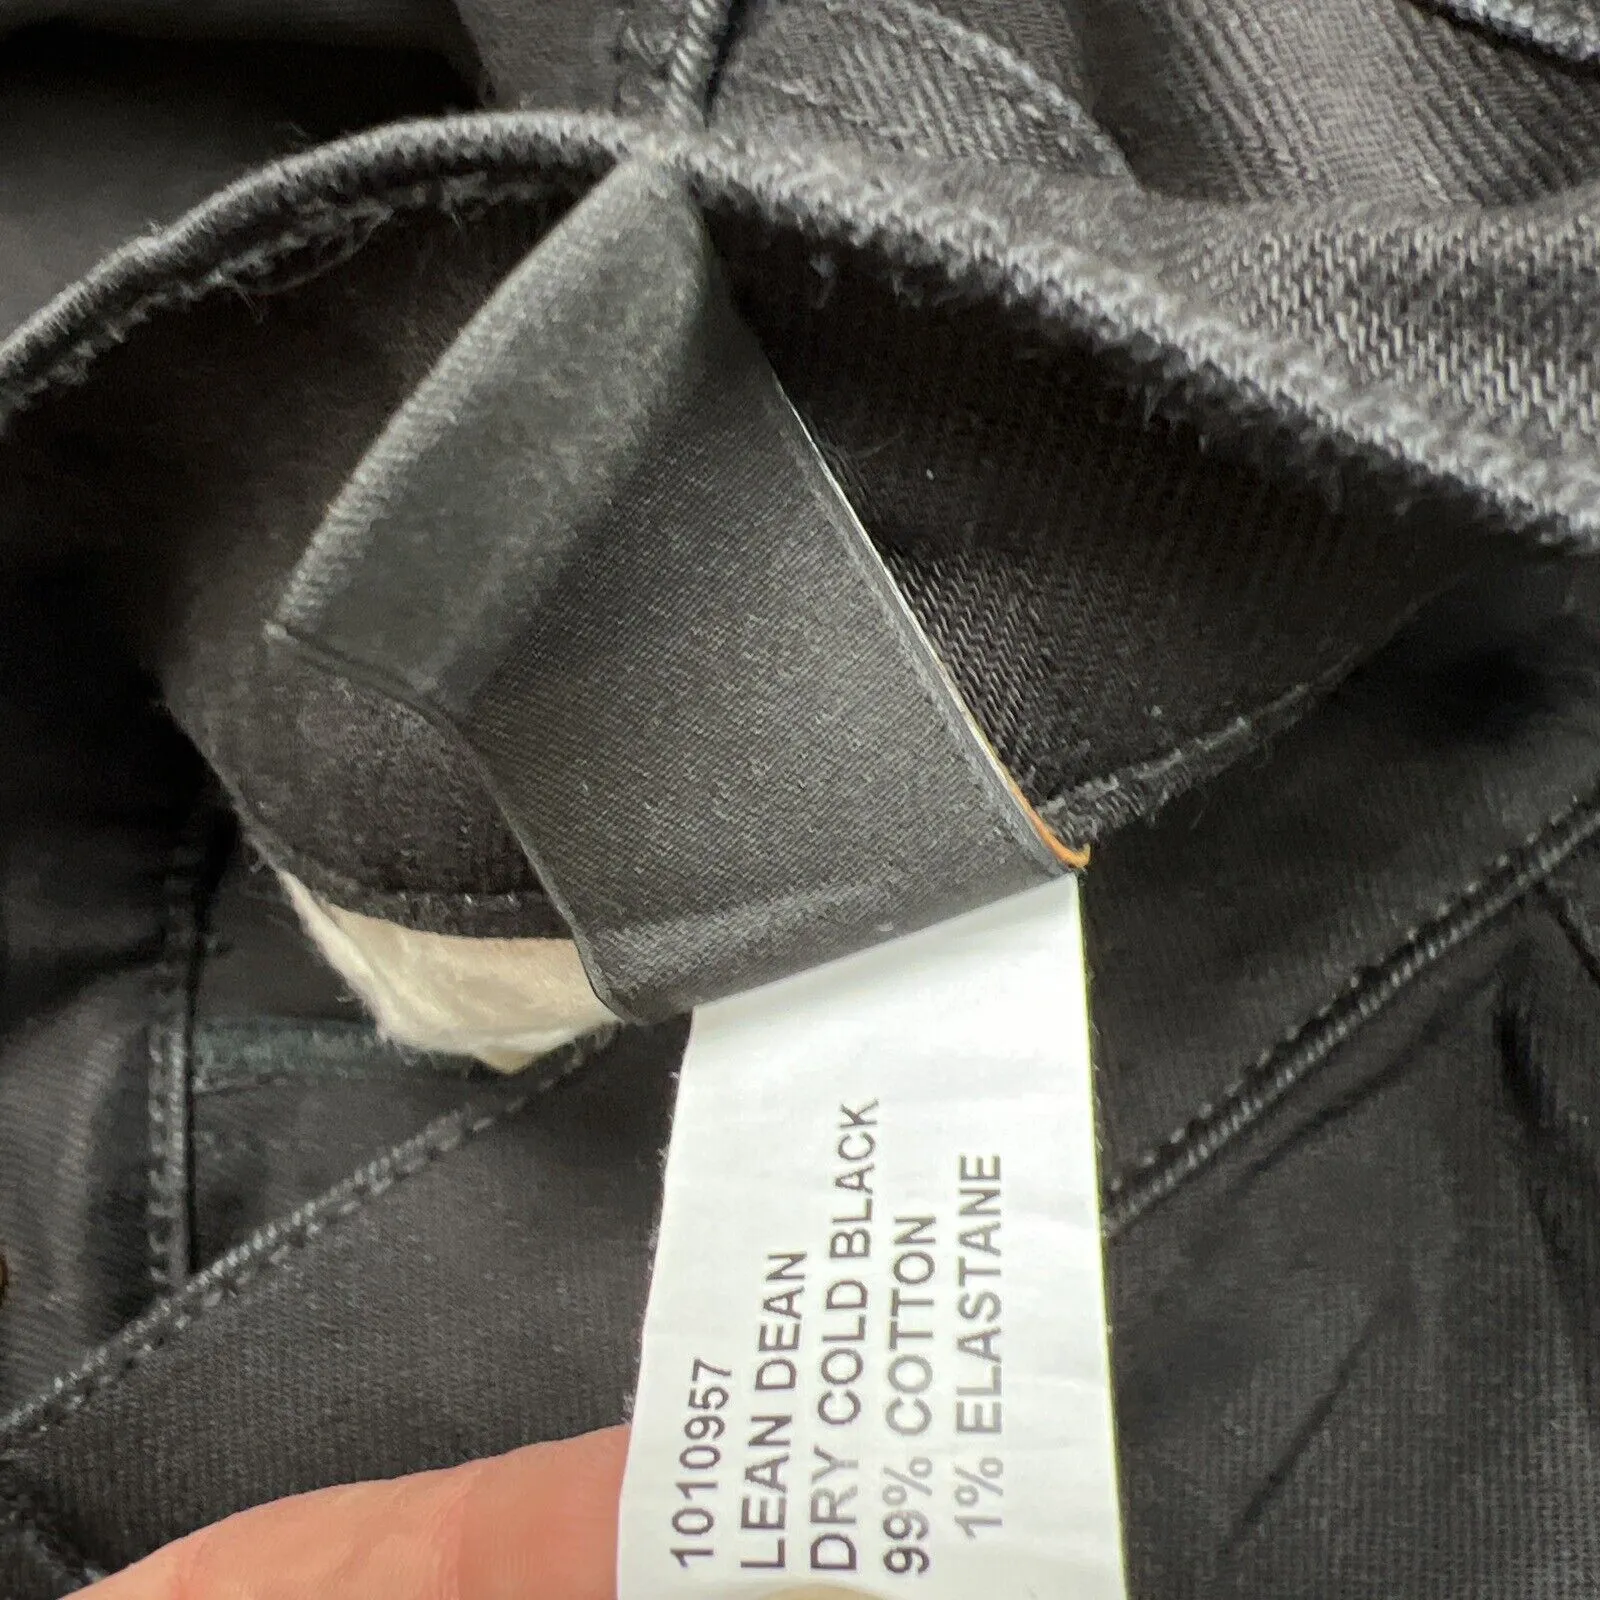 1010957
LEAN DEAN
DRY COLD BLACK
99% COTTON
1% ELASTANE